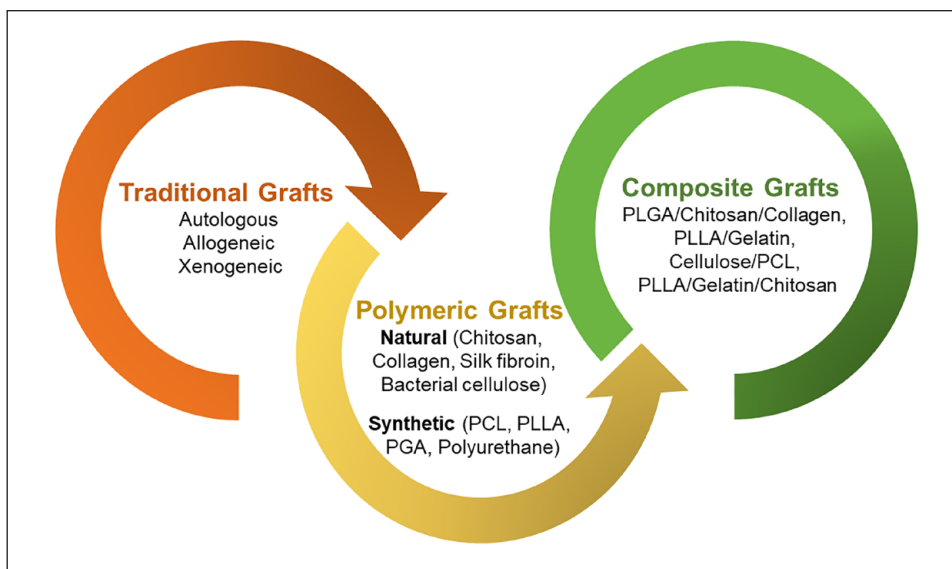 Traditional Grafts
Autologous
Allogeneic
Xenogeneic
Polymeric Grafts
Natural (Chitosan,
Collagen, Silk fibroin,
Bacterial cellulose)
Synthetic (PCL, PLLA,
PGA, Polyurethane)
Composite Grafts
PLGA/Chitosan/Collagen,
PLLA/Gelatin,
Cellulose/PCL,
PLLA/Gelatin/Chitosan